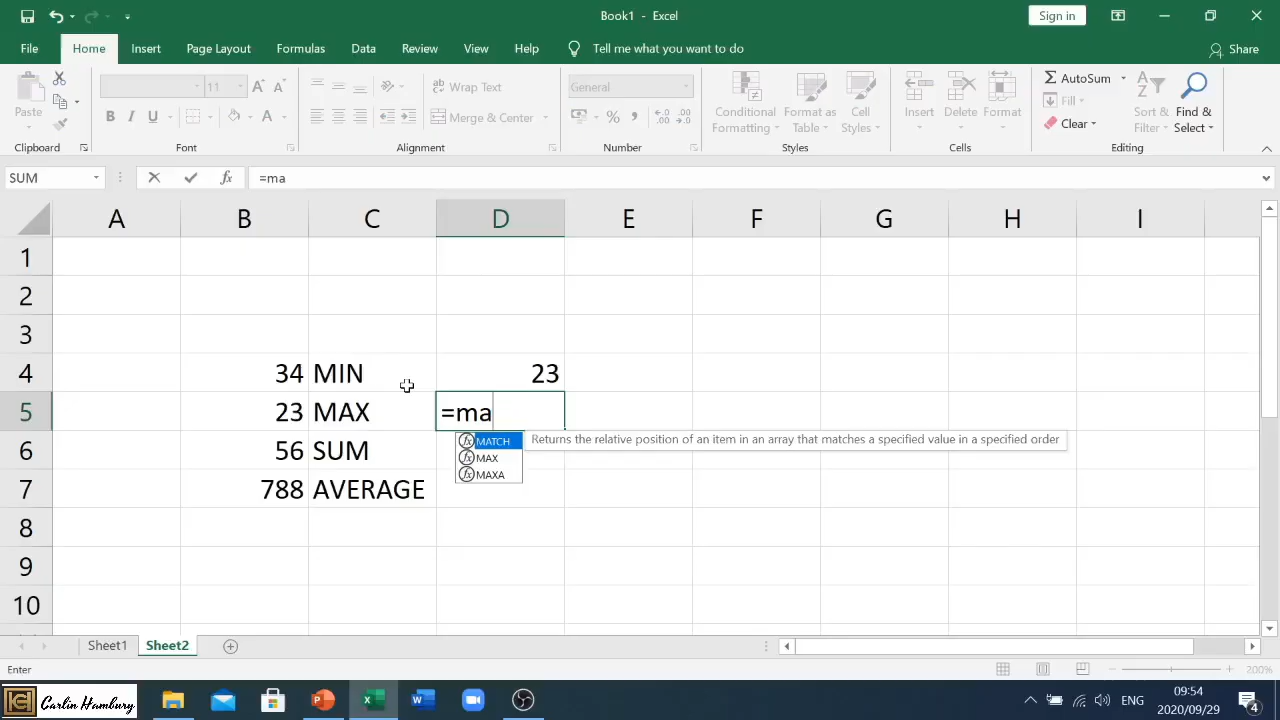 Book1 - Excel
Sign in
File Home Insert Page Layout Formulas Data Review View Help Tell me what you want to do Share
Paste
Clipboard
11
B I U A
Font
Wrap Text
Merge & Center
Alignment
General
%
Number
Conditional Formatting
Format as Table
Cell Styles
Styles
Insert Delete Format
Cells
AutoSum
Fill
Clear
Sort & Filter
Find & Select
Editing
SUM fx =ma
A B C D E F G H I
1
2
3
4 34 MIN 23
5 23 MAX =ma
6 56 SUM
7 788 AVERAGE
8
9
10
MATCH Returns the relative position of an item in an array that matches a specified value in a specified order
MAX
MAXA
Sheet1 Sheet2
Enter 200%
Carlin Hambury
ENG
09:54
2020/09/29
4